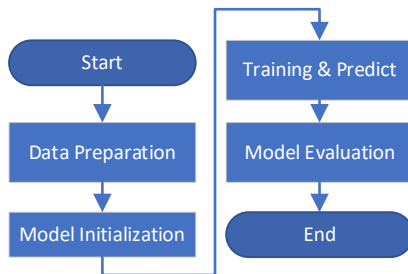 Start
Data Preparation
Model Initialization
Training & Predict
Model Evaluation
End